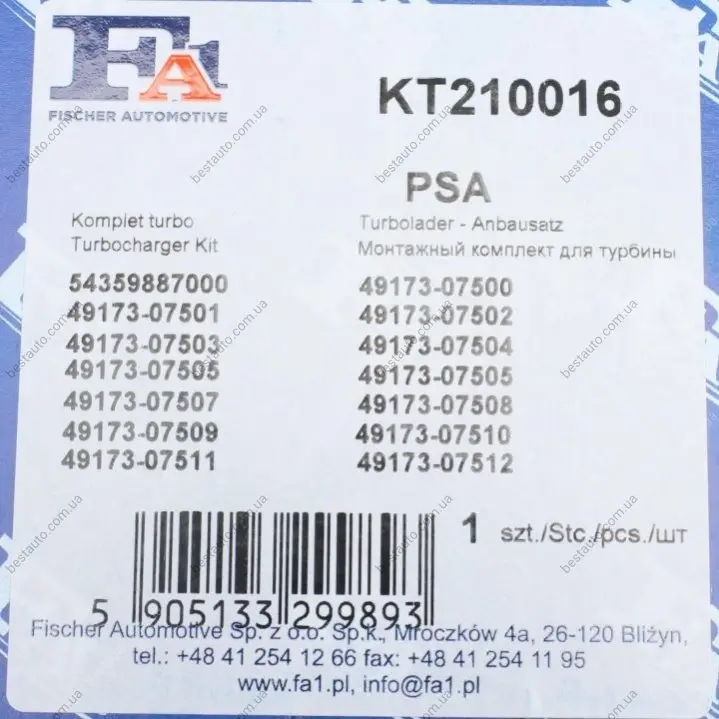 FA1
FISCHER AUTOMOTIVE
KT210016
PSA
Komplet turbo
Turbocharger Kit
Turbolader - Anbausatz
Монтажный комплект для турбины
54359887000 49173-07500
49173-07501 49173-07502
49173-07503 49173-07504
49173-07505 49173-07505
49173-07507 49173-07508
49173-07509 49173-07510
49173-07511 49173-07512
1 szt./Stc./pcs./шт
5 905133 299893
Fischer Automotive Sp. z o.o. Sp.k., Mroczków 4a, 26-120 Bliżyn,
tel.: +48 41 254 12 66 fax: +48 41 254 11 95
www.fa1.pl, info@fa1.pl
bestauto.com.ua